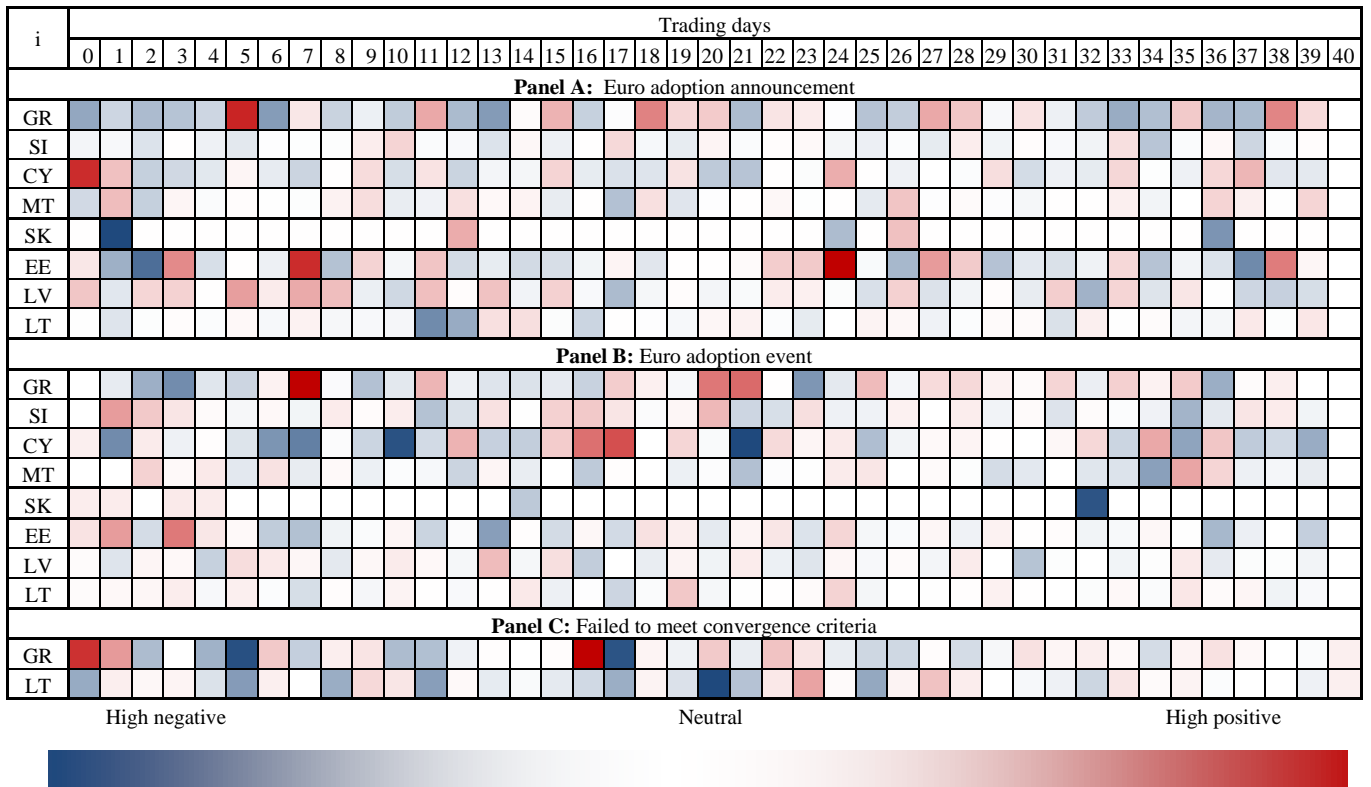 i
Trading days
0 1 2 3 4 5 6 7 8 9 10 11 12 13 14 15 16 17 18 19 20 21 22 23 24 25 26 27 28 29 30 31 32 33 34 35 36 37 38 39 40
Panel A: Euro adoption announcement
GR
SI
CY
MT
SK
EE
LV
LT
Panel B: Euro adoption event
GR
SI
CY
MT
SK
EE
LV
LT
Panel C: Failed to meet convergence criteria
GR
LT
High negative Neutral High positive